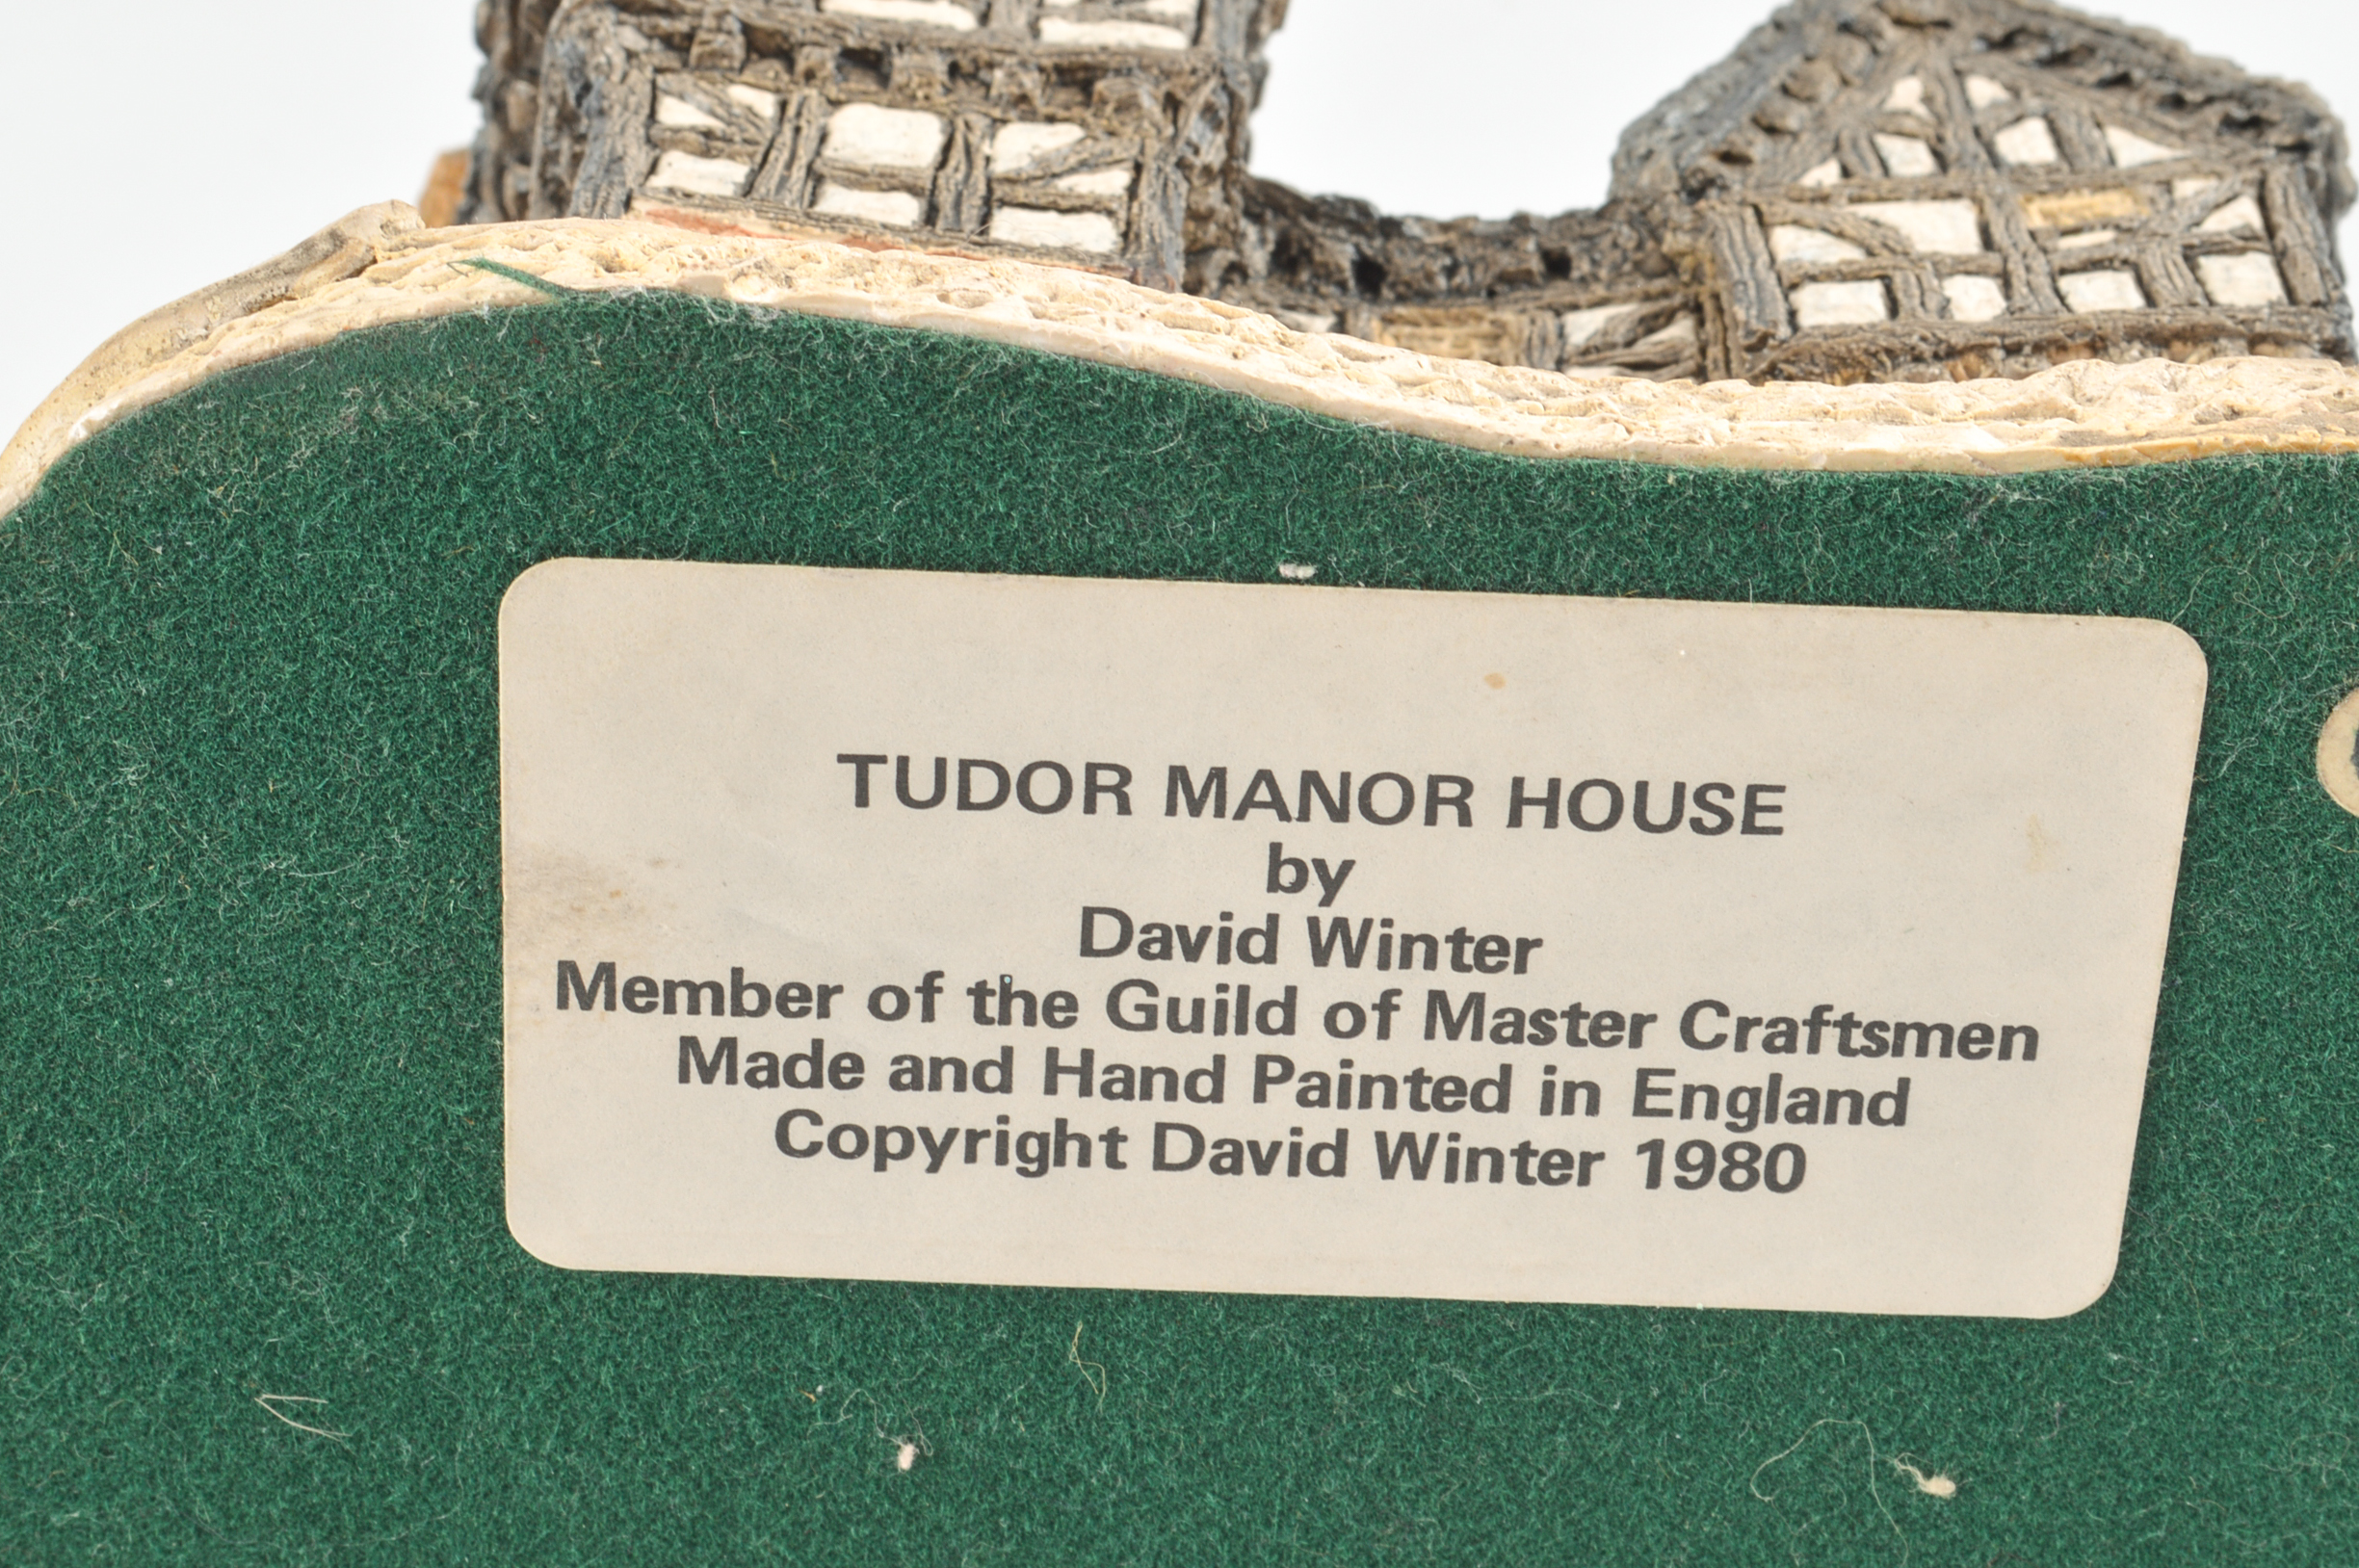 TUDOR MANOR HOUSE
by
David Winter
Member of the Guild of Master Craftsmen
Made and Hand Painted in England
Copyright David Winter 1980